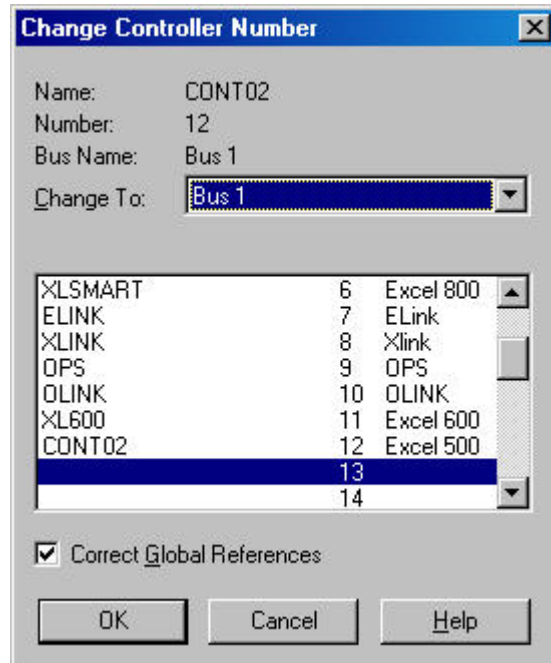 Change Controller Number
Name: CONT02
Number: 12
Bus Name: Bus 1
Change To: Bus 1
XLSMART 6 Excel 800
ELINK 7 ELink
XLINK 8 Xlink
OPS 9 OPS
OLINK 10 OLINK
XL600 11 Excel 600
CONT02 12 Excel 500
13
14
Correct Global References
OK Cancel Help